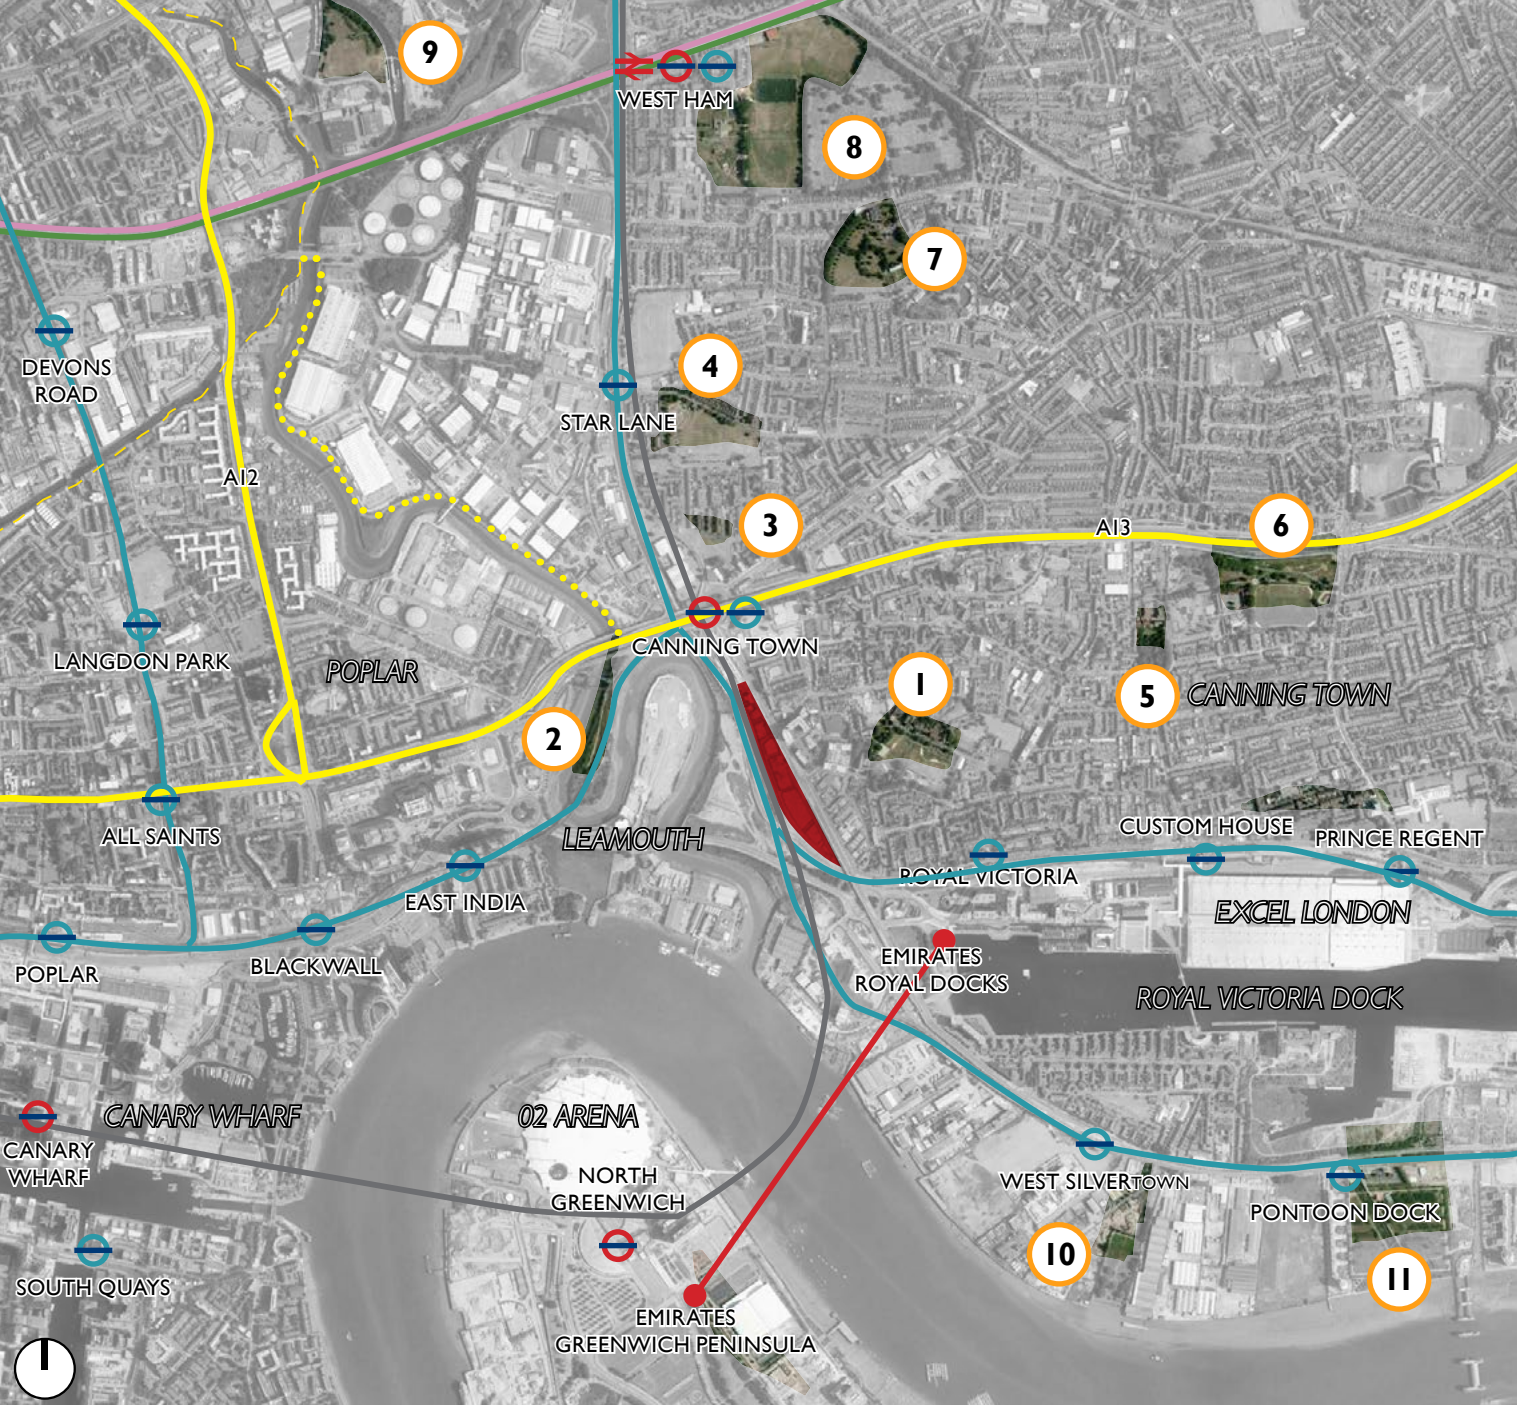 9
WEST HAM
8
7
DEVONS
ROAD
4
STAR LANE
A12
3
A13
6
CANNING TOWN
LANGDON PARK
POPLAR
1
5
CANNING TOWN
2
ALL SAINTS
LEAMOUTH
CUSTOM HOUSE
PRINCE REGENT
ROYAL VICTORIA
EAST INDIA
EXCEL LONDON
POPLAR
BLACKWALL
EMIRATES
ROYAL DOCKS
ROYAL VICTORIA DOCK
CANARY WHARF
02 ARENA
CANARY
WHARF
NORTH
GREENWICH
WEST SILVERTOWN
PONTOON DOCK
10
11
SOUTH QUAYS
EMIRATES
GREENWICH PENINSULA